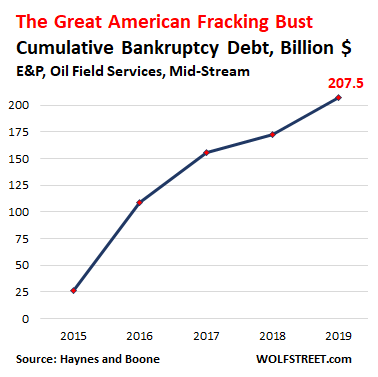 The Great American Fracking Bust
Cumulative Bankruptcy Debt, Billion $
E&P, Oil Field Services, Mid-Stream
207.5
200
175
150
125
100
75
50
25
0
2015 2016 2017 2018 2019
Source: Haynes and Boone WOLFSTREET.com